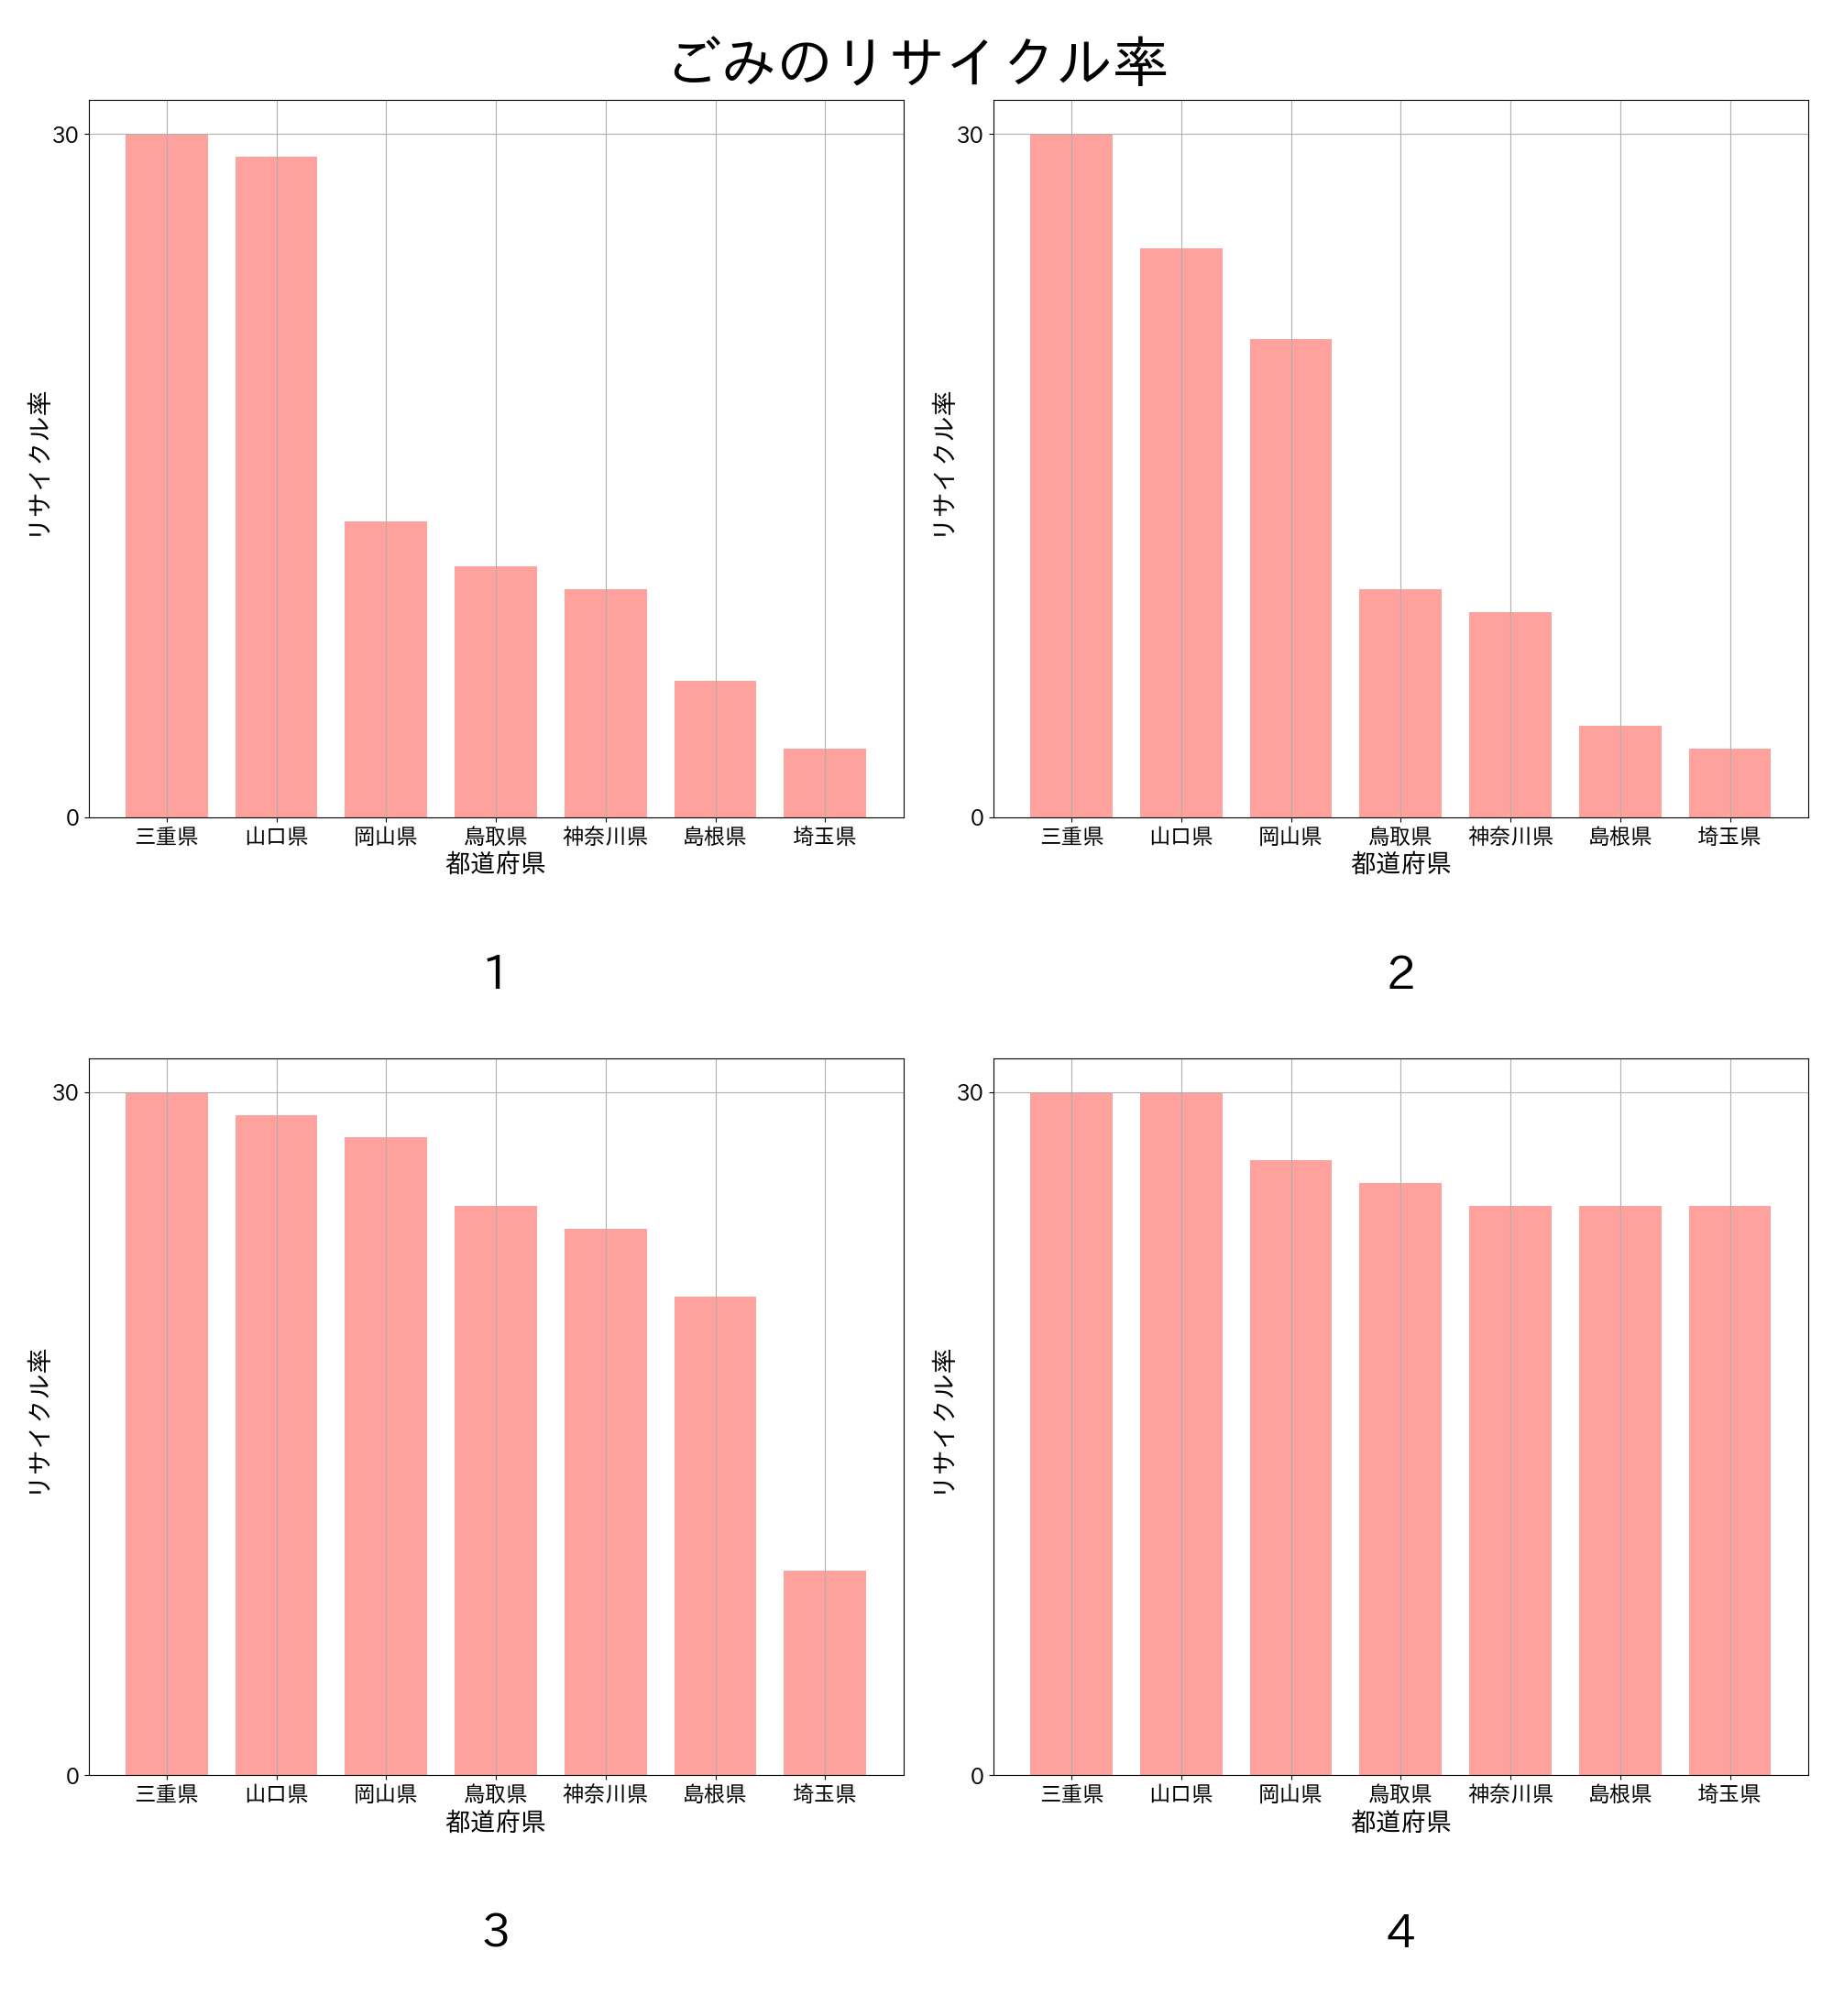 ごみのリサイクル率
30
0
リサイクル率
三重県 山口県 岡山県 鳥取県 神奈川県 島根県 埼玉県
都道府県
1
30
0
リサイクル率
三重県 山口県 岡山県 鳥取県 神奈川県 島根県 埼玉県
都道府県
2
30
0
リサイクル率
三重県 山口県 岡山県 鳥取県 神奈川県 島根県 埼玉県
都道府県
3
30
0
リサイクル率
三重県 山口県 岡山県 鳥取県 神奈川県 島根県 埼玉県
都道府県
4